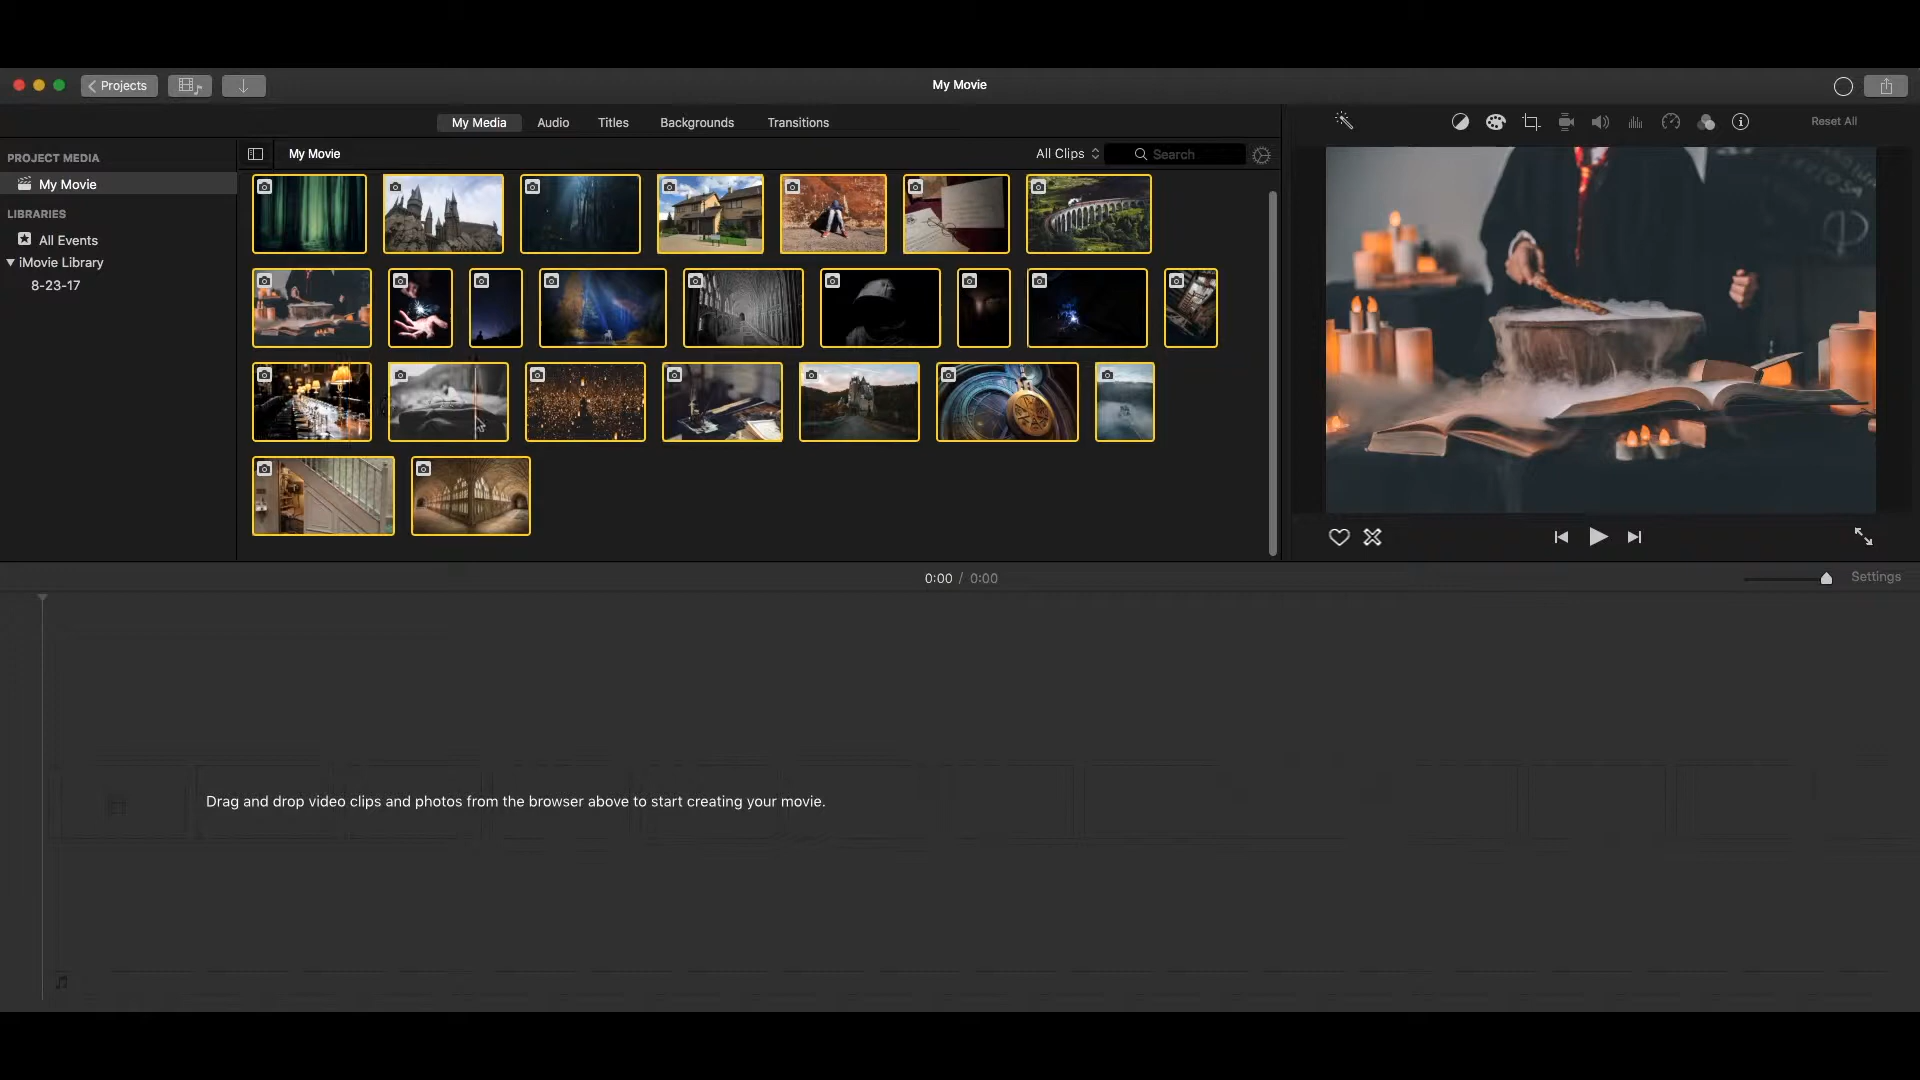 Projects
My Movie
My Media
Audio
Titles
Backgrounds
Transitions
Reset All
PROJECT MEDIA
My Movie
LIBRARIES
All Events
iMovie Library
8-23-17
My Movie
All Clips
Search
0:00 / 0:00
Settings
Drag and drop video clips and photos from the browser above to start creating your movie.